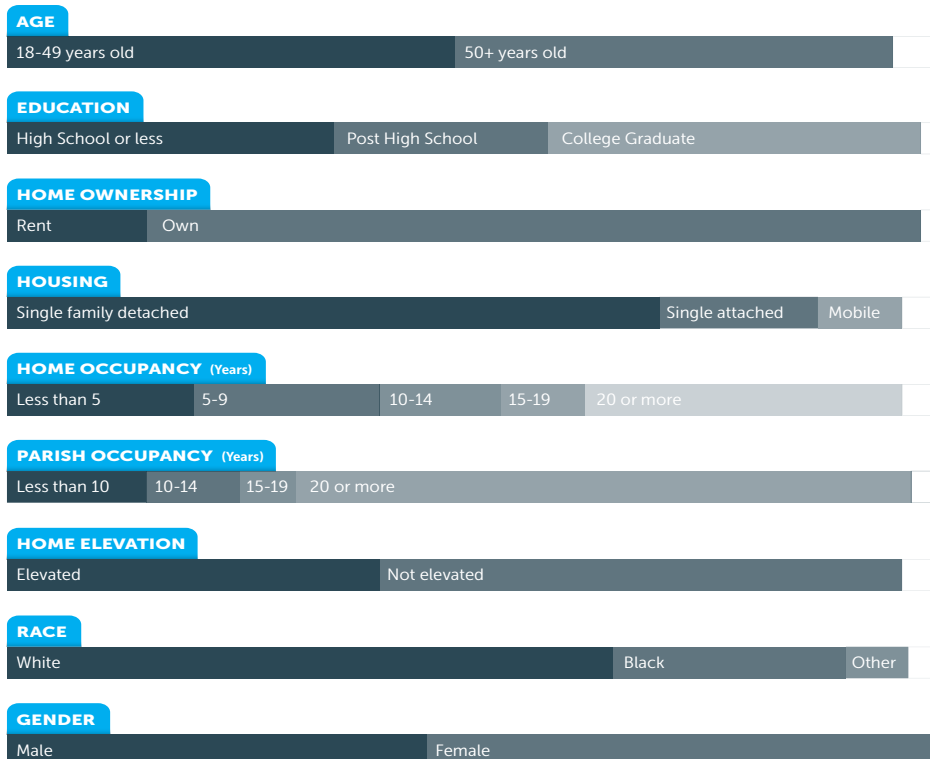 AGE
18-49 years old 50+ years old
EDUCATION
High School or less Post High School College Graduate
HOME OWNERSHIP
Rent Own
HOUSING
Single family detached Single attached Mobile
HOME OCCUPANCY (Years)
Less than 5 5-9 10-14 15-19 20 or more
PARISH OCCUPANCY (Years)
Less than 10 10-14 15-19 20 or more
HOME ELEVATION
Elevated Not elevated
RACE
White Black Other
GENDER
Male Female